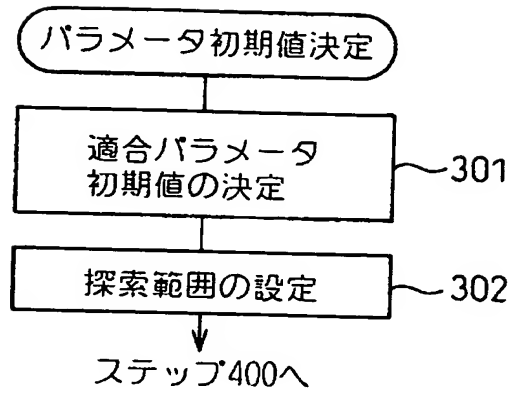 パラメータ初期値決定
適合パラメータ
初期値の決定
301
探索範囲の設定
302
ステップ400へ